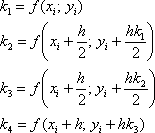 k₁ = f(xᵢ; yᵢ)
k₂ = f(xᵢ + h/2; yᵢ + hk₁/2)
k₃ = f(xᵢ + h/2; yᵢ + hk₂/2)
k₄ = f(xᵢ + h; yᵢ + hk₃)